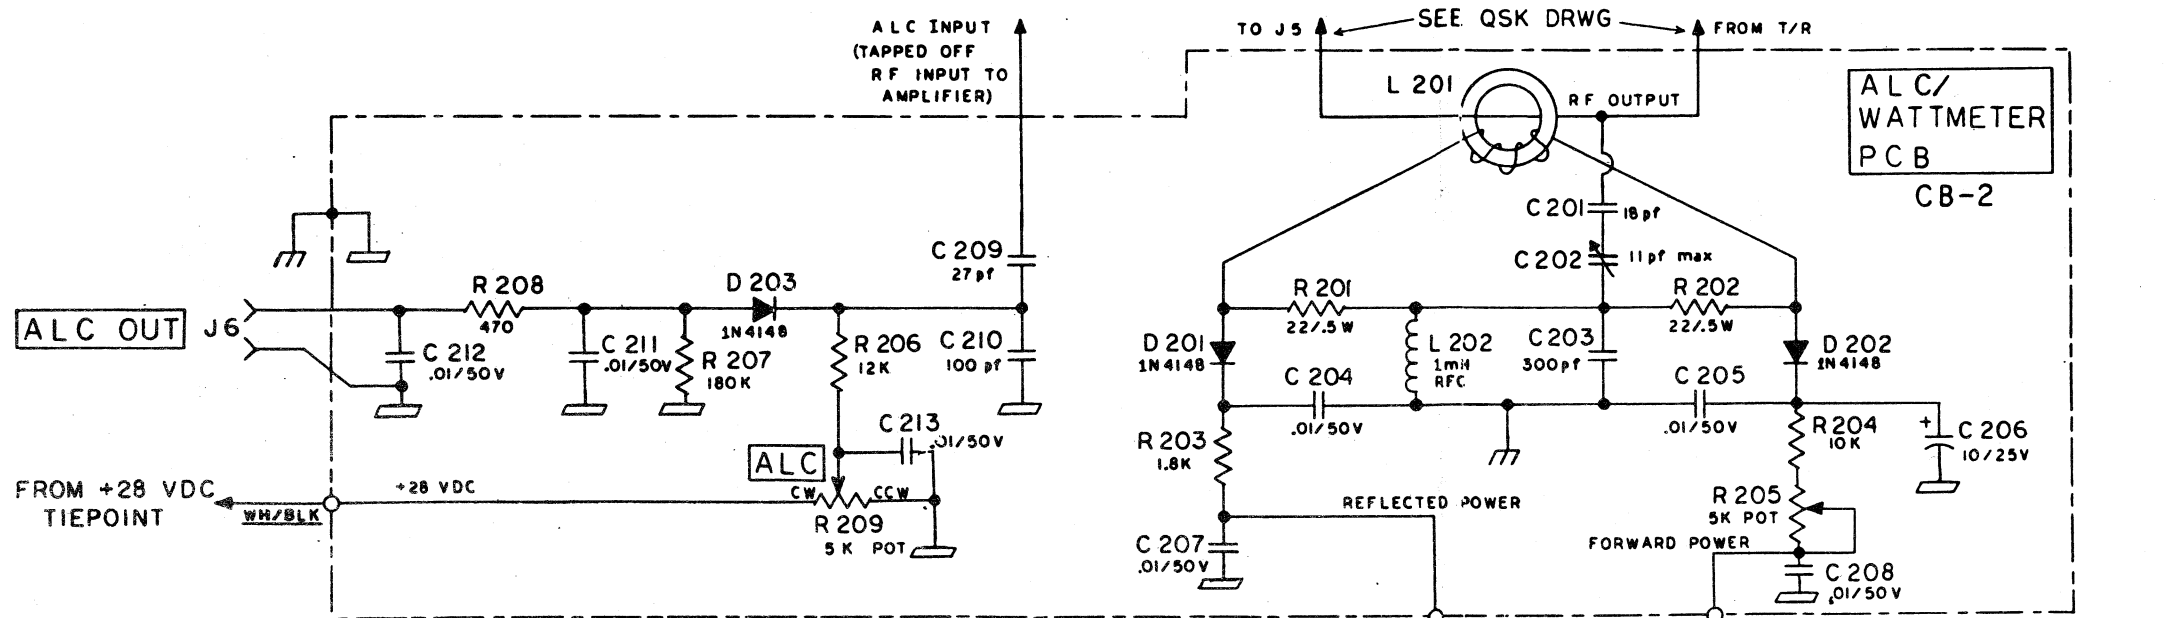 ALC INPUT
(TAPPED OFF
RF INPUT TO
AMPLIFIER)
TO J5
SEE QSK DRWG
FROM T/R
L 201
RF OUTPUT
ALC/
WATTMETER
PCB
CB-2
C 201
18 pf
C 202
11 pf max
C 209
27 pf
R 208
470
D 203
1N4148
R 201
22/.5W
R 202
22/.5W
ALC OUT
J6
C 212
.01/50V
C 211
.01/50V
R 207
180K
R 206
12K
C 210
100 pf
D 201
1N4148
L 202
1mH
RFC
C 203
300pf
D 202
1N4148
C 204
.01/50V
C 205
.01/50V
C 213
.01/50V
R 203
1.8K
R 204
10K
+
C 206
10/25V
ALC
FROM +28 VDC
TIEPOINT
WH/BLK
+28 VDC
CW
CCW
R 209
5K POT
REFLECTED POWER
R 205
5K POT
C 207
.01/50V
FORWARD POWER
C 208
.01/50V